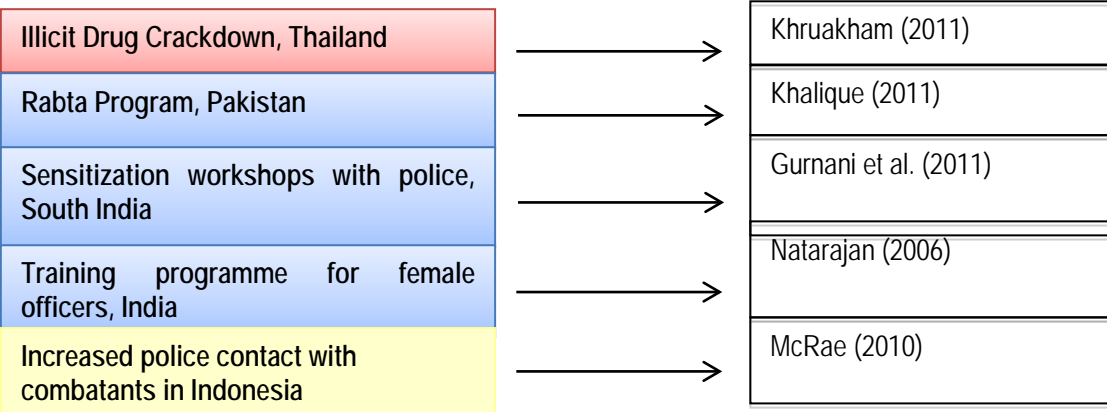 Illicit Drug Crackdown, Thailand
Khruakham (2011)
Rabta Program, Pakistan
Khalique (2011)
Sensitization workshops with police,
South India
Gurnani et al. (2011)
Training programme for female
officers, India
Natarajan (2006)
Increased police contact with
combatants in Indonesia
McRae (2010)